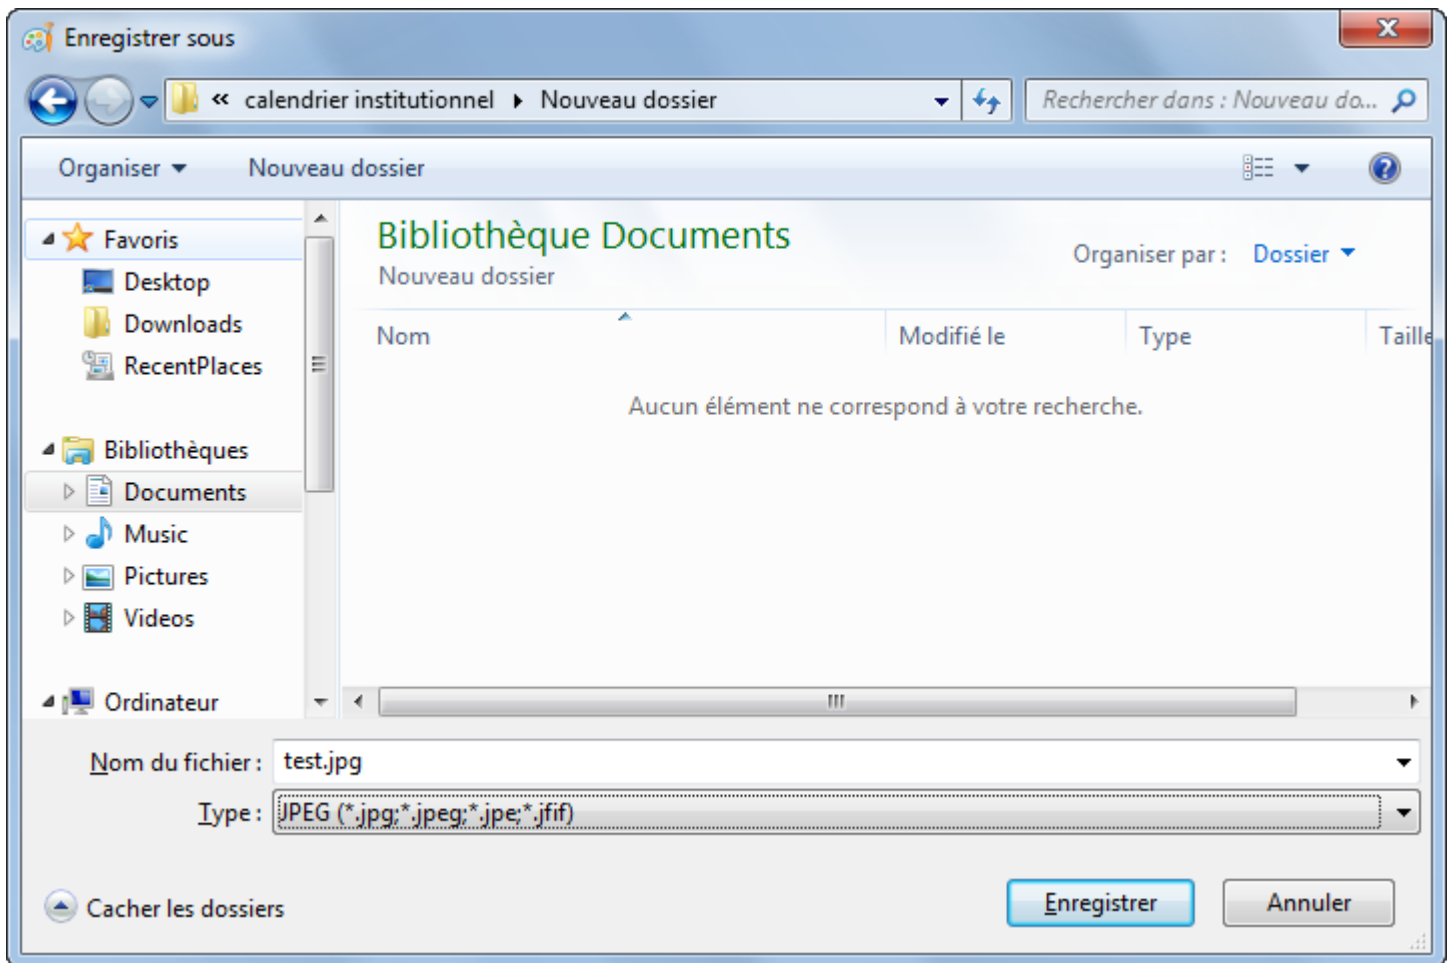 Enregistrer sous
« calendrier institutionnel Nouveau dossier
Rechercher dans : Nouveau do...
Organiser Nouveau dossier
Favoris
Desktop
Downloads
RecentPlaces
Bibliothèques
Documents
Music
Pictures
Videos
Ordinateur
Bibliothèque Documents
Nouveau dossier
Organiser par : Dossier
Nom Modifié le Type Taille
Aucun élément ne correspond à votre recherche.
Nom du fichier : test.jpg
Type : JPEG (*.jpg;*.jpeg;*.jpe;*.jfif)
Cacher les dossiers
Enregistrer Annuler